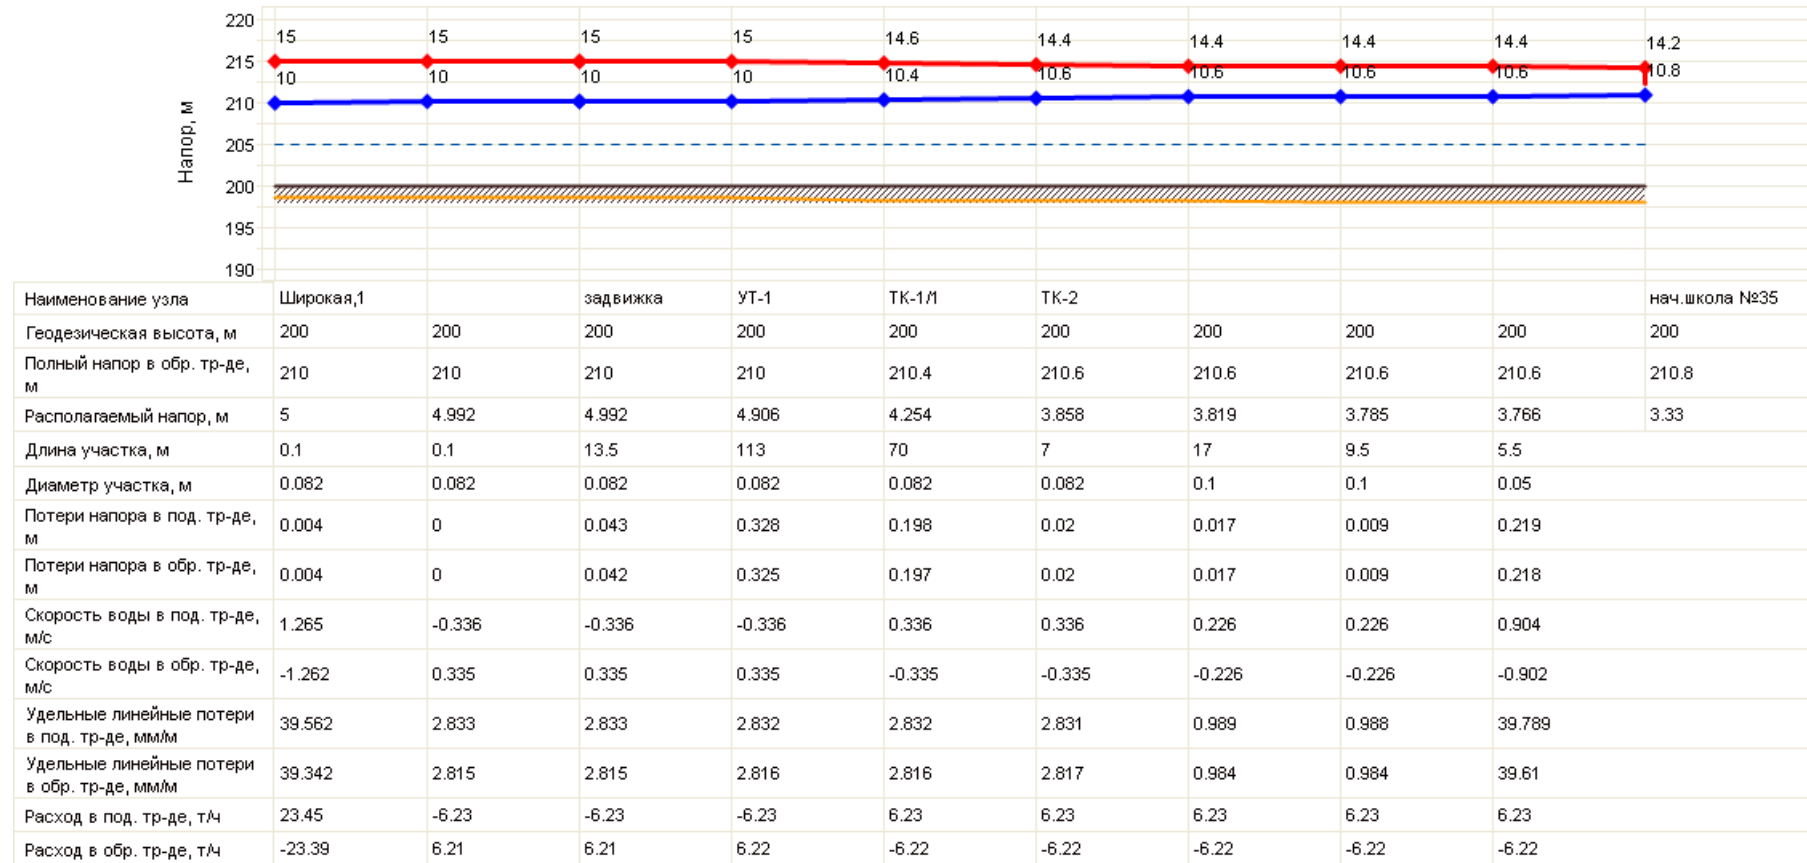 220
15 15 15 15 14.6 14.4 14.4 14.4 14.4 14.2
215
10 10 10 10 10.4 10.6 10.6 10.6 10.6 10.8
210
205
200
195
190
Напор, м
Наименование узла Широкая,1 задвижка УТ-1 ТК-1/1 ТК-2 нач.школа №35
Геодезическая высота, м 200 200 200 200 200 200 200 200 200 200
Полный напор в обр. тр-де,
м 210 210 210 210 210.4 210.6 210.6 210.6 210.6 210.8
Располагаемый напор, м 5 4.992 4.992 4.906 4.254 3.858 3.819 3.785 3.766 3.33
Длина участка, м 0.1 0.1 13.5 113 70 7 17 9.5 5.5
Диаметр участка, м 0.082 0.082 0.082 0.082 0.082 0.082 0.1 0.1 0.05
Потери напора в под. тр-де,
м 0.004 0 0.043 0.328 0.198 0.02 0.017 0.009 0.219
Потери напора в обр. тр-де,
м 0.004 0 0.042 0.325 0.197 0.02 0.017 0.009 0.218
Скорость воды в под. тр-де,
м/с 1.265 -0.336 -0.336 -0.336 0.336 0.336 0.226 0.226 0.904
Скорость воды в обр. тр-де,
м/с -1.262 0.335 0.335 0.335 -0.335 -0.335 -0.226 -0.226 -0.902
Удельные линейные потери
в под. тр-де, мм/м 39.562 2.833 2.833 2.832 2.832 2.831 0.989 0.988 39.789
Удельные линейные потери
в обр. тр-де, мм/м 39.342 2.815 2.815 2.816 2.816 2.817 0.984 0.984 39.61
Расход в под. тр-де, т/ч 23.45 -6.23 -6.23 -6.23 6.23 6.23 6.23 6.23 6.23
Расход в обр. тр-де, т/ч -23.39 6.21 6.21 6.22 -6.22 -6.22 -6.22 -6.22 -6.22